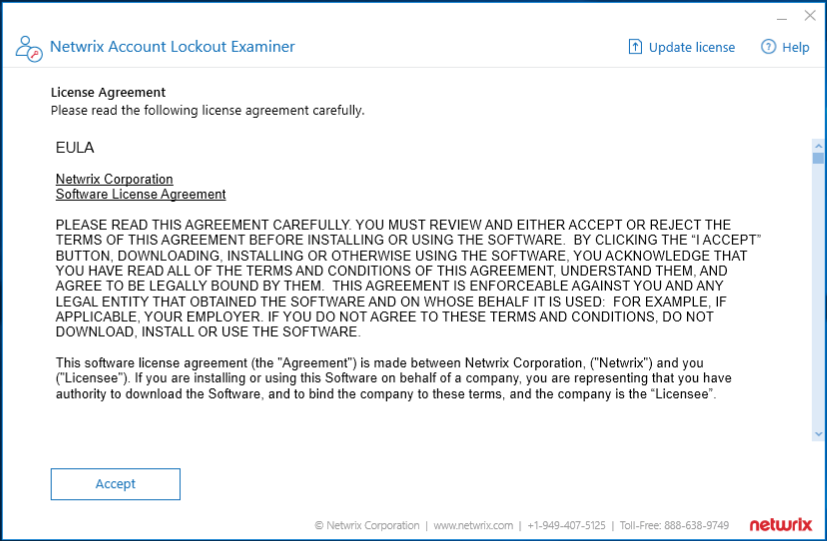 Netwrix Account Lockout Examiner
Update license
Help
License Agreement
Please read the following license agreement carefully.
EULA
Netwrix Corporation
Software License Agreement
PLEASE READ THIS AGREEMENT CAREFULLY. YOU MUST REVIEW AND EITHER ACCEPT OR REJECT THE
TERMS OF THIS AGREEMENT BEFORE INSTALLING OR USING THE SOFTWARE.  BY CLICKING THE “I ACCEPT”
BUTTON, DOWNLOADING, INSTALLING OR OTHERWISE USING THE SOFTWARE, YOU ACKNOWLEDGE THAT
YOU HAVE READ ALL OF THE TERMS AND CONDITIONS OF THIS AGREEMENT, UNDERSTAND THEM, AND
AGREE TO BE LEGALLY BOUND BY THEM.  THIS AGREEMENT IS ENFORCEABLE AGAINST YOU AND ANY
LEGAL ENTITY THAT OBTAINED THE SOFTWARE AND ON WHOSE BEHALF IT IS USED:  FOR EXAMPLE, IF
APPLICABLE, YOUR EMPLOYER. IF YOU DO NOT AGREE TO THESE TERMS AND CONDITIONS, DO NOT
DOWNLOAD, INSTALL OR USE THE SOFTWARE.
This software license agreement (the "Agreement") is made between Netwrix Corporation, ("Netwrix") and you
("Licensee"). If you are installing or using this Software on behalf of a company, you are representing that you have
authority to download the Software, and to bind the company to these terms, and the company is the “Licensee”.
Accept
© Netwrix Corporation | www.netwrix.com | +1-949-407-5125 | Toll-Free: 888-638-9749
netwrix